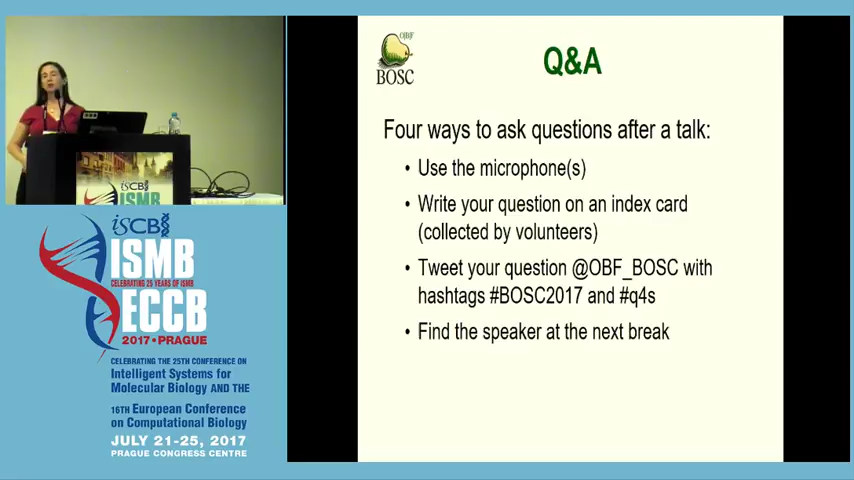 OBF
BOSC
Q&A
Four ways to ask questions after a talk:
• Use the microphone(s)
• Write your question on an index card
(collected by volunteers)
• Tweet your question @OBF_BOSC with
hashtags #BOSC2017 and #q4s
• Find the speaker at the next break
iSCB
ISMB
iSCB
ISMB
CELEBRATING 25 YEARS OF ISMB
ECCB
2017 • PRAGUE
CELEBRATING THE 25TH CONFERENCE ON
Intelligent Systems for
Molecular Biology AND THE
16TH European Conference
on Computational Biology
JULY 21-25, 2017
PRAGUE CONGRESS CENTRE